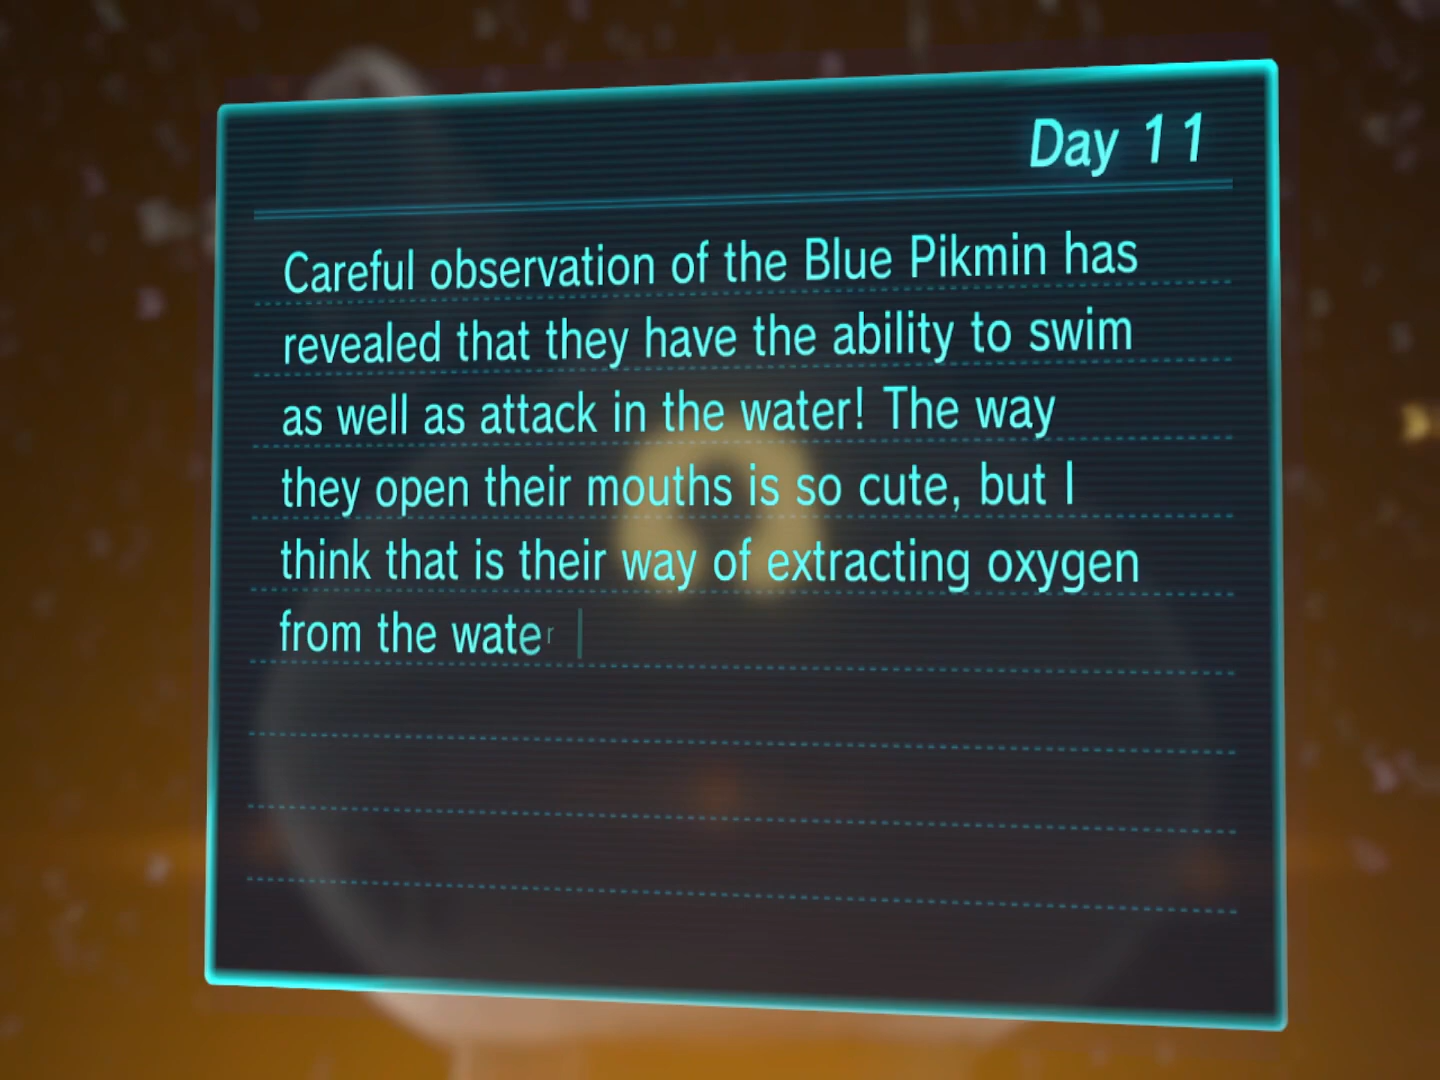 Day 11
Careful observation of the Blue Pikmin has
revealed that they have the ability to swim
as well as attack in the water! The way
they open their mouths is so cute, but I
think that is their way of extracting oxygen
from the water